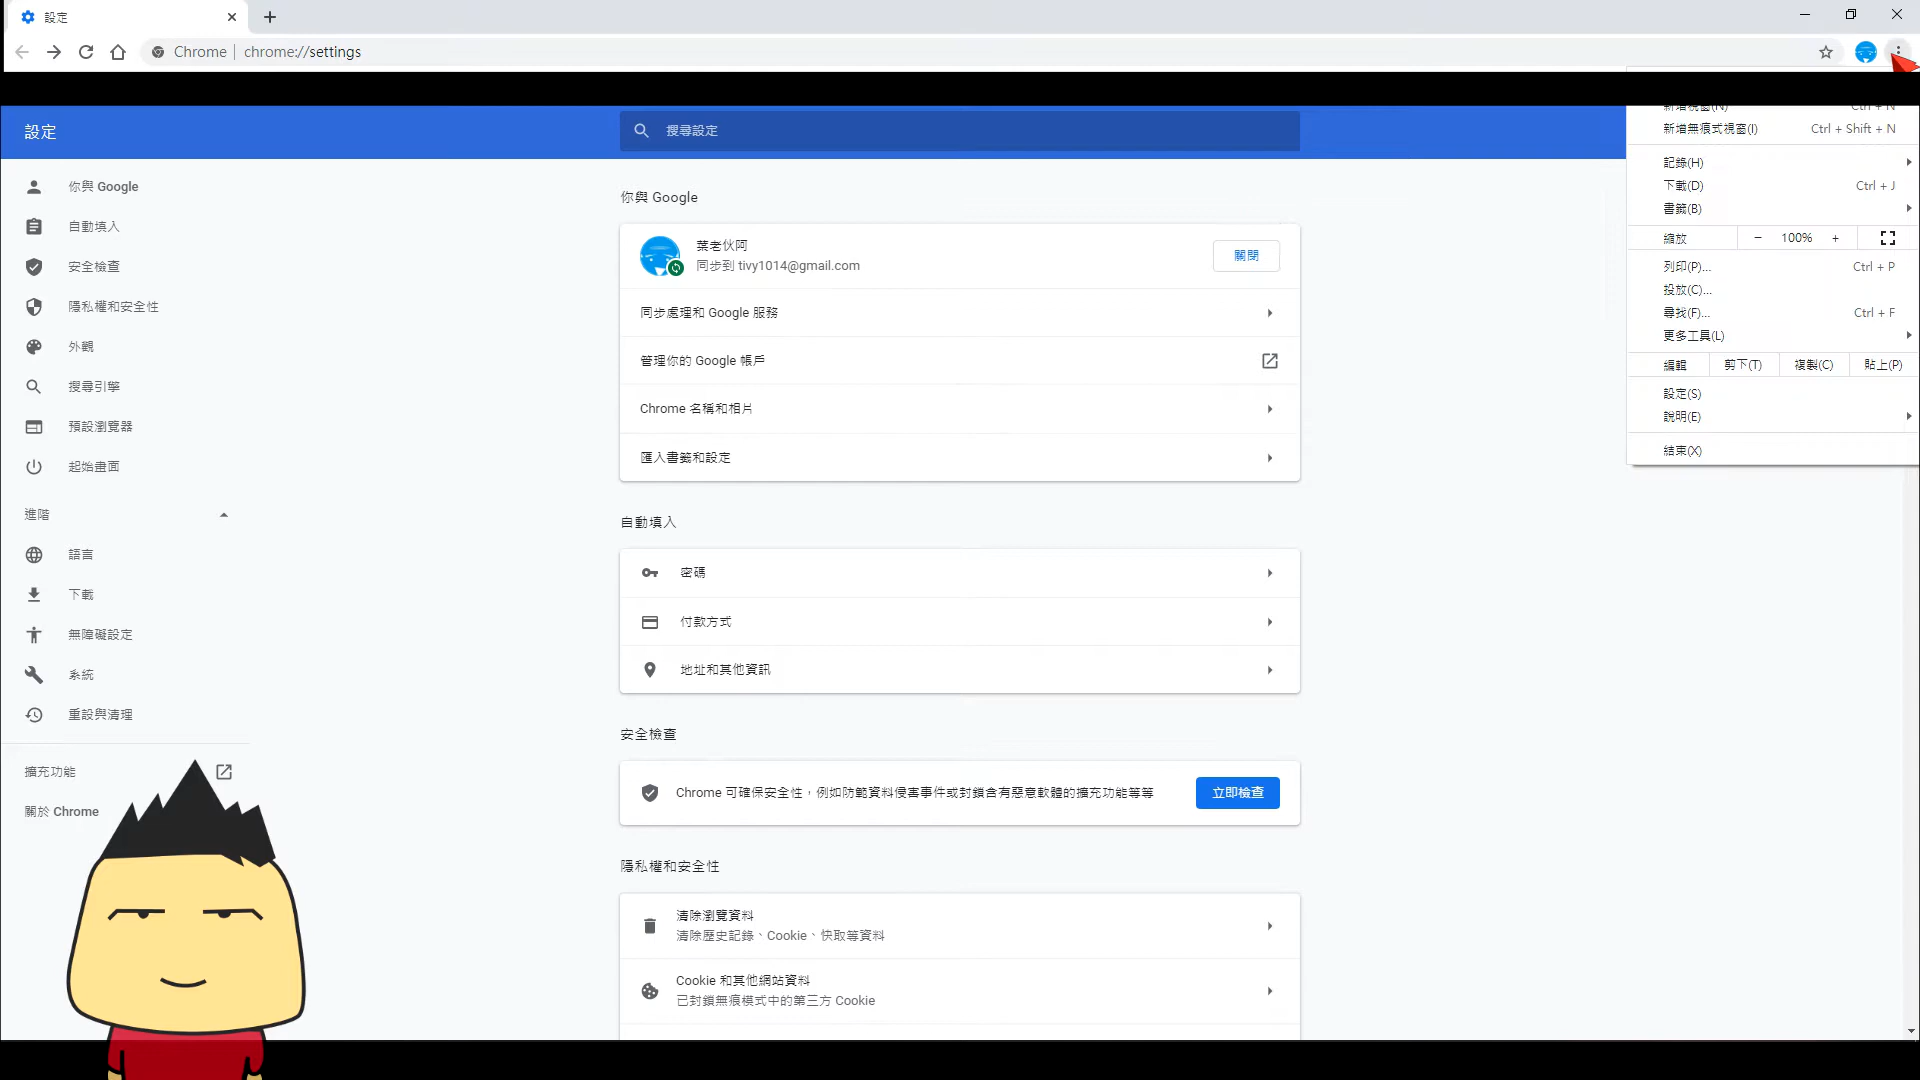 設定
Chrome | chrome://settings
設定
搜尋設定
你與 Google
自動填入
安全檢查
隱私權和安全性
外觀
搜尋引擎
預設瀏覽器
起始畫面
進階
語言
下載
無障礙設定
系統
重設與清理
擴充功能
關於 Chrome
你與 Google
葉老伙阿
同步到 tivy1014@gmail.com
關閉
同步處理和 Google 服務
管理你的 Google 帳戶
Chrome 名稱和相片
匯入書籤和設定
自動填入
密碼
付款方式
地址和其他資訊
安全檢查
Chrome 可確保安全性，例如防範資料侵害事件或封鎖含有惡意軟體的擴充功能等等
立即檢查
隱私權和安全性
清除瀏覽資料
清除歷史記錄、Cookie、快取等資料
Cookie 和其他網站資料
已封鎖無痕模式中的第三方 Cookie
新增視窗(N) Ctrl + N
新增無痕式視窗(I) Ctrl + Shift + N
記錄(H)
下載(D) Ctrl + J
書籤(B)
縮放 − 100% +
列印(P)... Ctrl + P
投放(C)...
尋找(F)... Ctrl + F
更多工具(L)
編輯 剪下(T) 複製(C) 貼上(P)
設定(S)
說明(E)
結束(X)